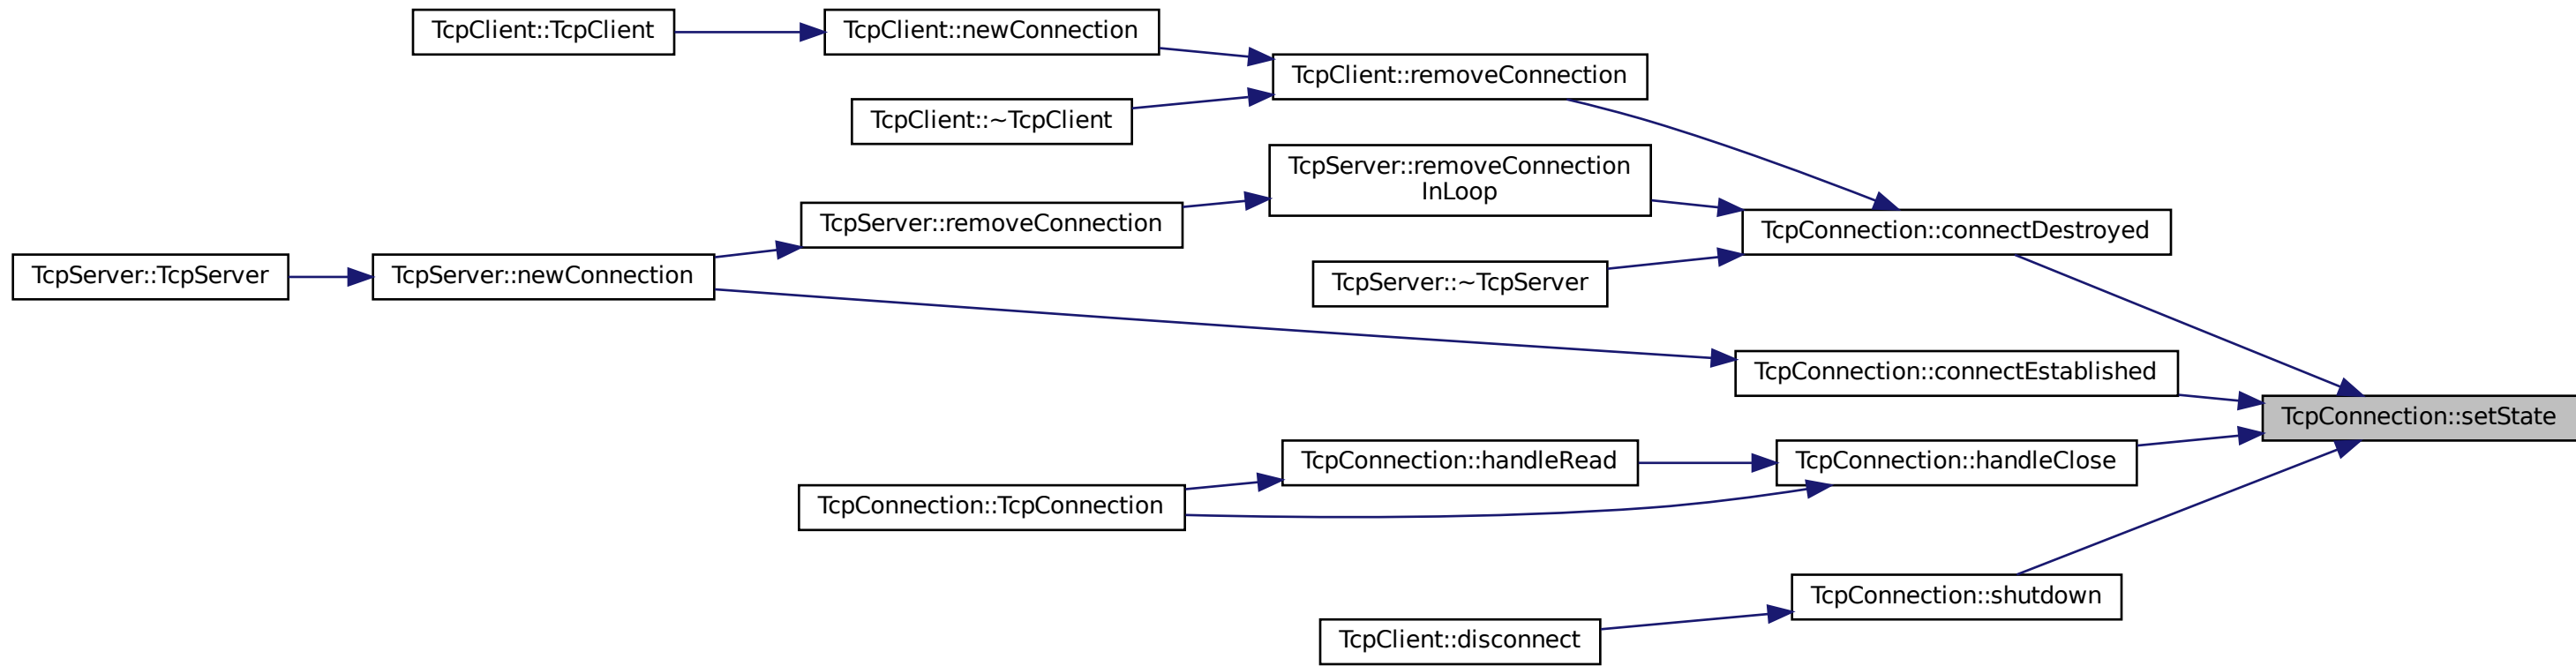 TcpClient::TcpClient
TcpClient::newConnection
TcpClient::removeConnection
TcpClient::~TcpClient
TcpServer::removeConnection
InLoop
TcpServer::removeConnection
TcpConnection::connectDestroyed
TcpServer::TcpServer
TcpServer::newConnection
TcpServer::~TcpServer
TcpConnection::connectEstablished
TcpConnection::setState
TcpConnection::handleRead
TcpConnection::handleClose
TcpConnection::TcpConnection
TcpConnection::shutdown
TcpClient::disconnect